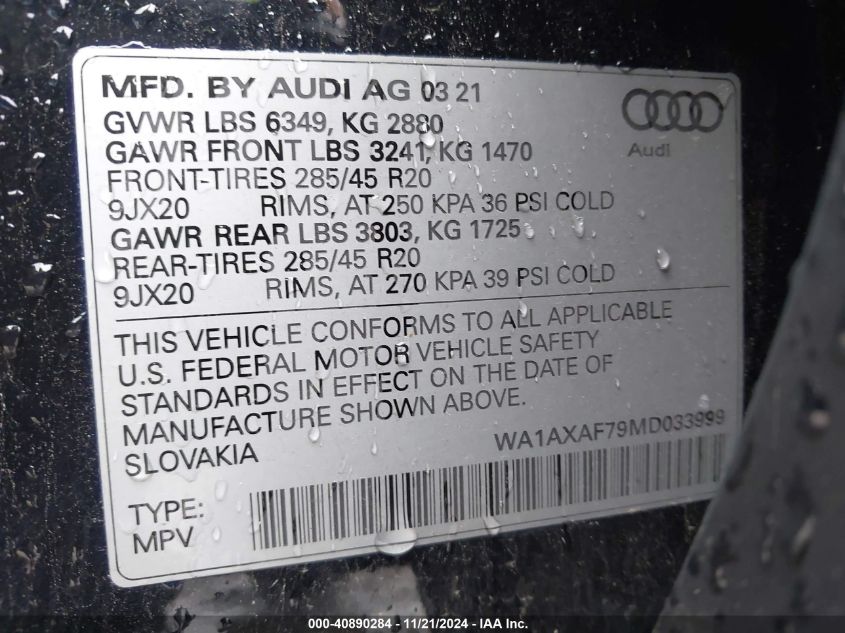 MFD. BY AUDI AG 03 21
GVWR LBS 6349, KG 2880
GAWR FRONT LBS 3241, KG 1470
FRONT-TIRES 285/45 R20
9JX20 RIMS, AT 250 KPA 36 PSI COLD
GAWR REAR LBS 3803, KG 1725
REAR-TIRES 285/45 R20
9JX20 RIMS, AT 270 KPA 39 PSI COLD
Audi
THIS VEHICLE CONFORMS TO ALL APPLICABLE
U.S. FEDERAL MOTOR VEHICLE SAFETY
STANDARDS IN EFFECT ON THE DATE OF
MANUFACTURE SHOWN ABOVE.
SLOVAKIA
WA1AXAF79MD033999
TYPE:
MPV
000-40890284 - 11/21/2024 - IAAI.com